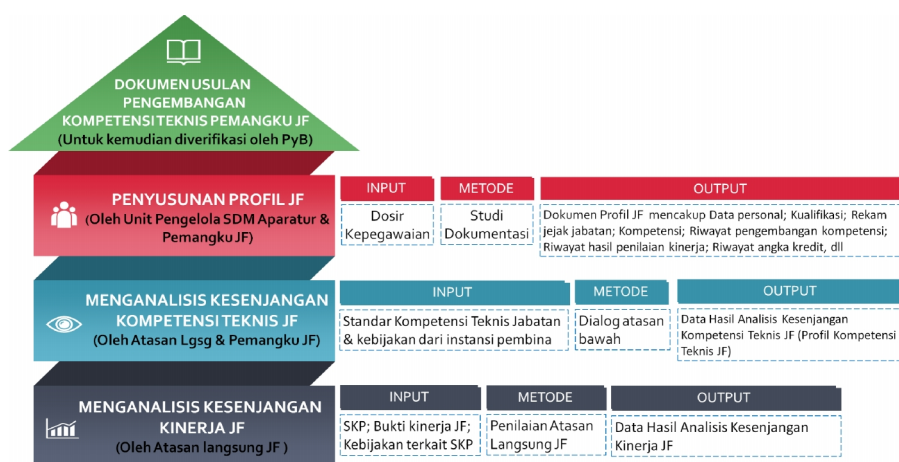 DOKUMEN USULAN
PENGEMBANGAN
KOMPETENSI TEKNIS PEMANGKU JF
(Untuk kemudian diverifikasi oleh PyB)
PENYUSUNAN PROFIL JF
(Oleh Unit Pengelola SDM Aparatur &
Pemangku JF)
INPUT
Dosir
Kepegawaian
METODE
Studi
Dokumentasi
OUTPUT
Dokumen Profil JF mencakup Data personal; Kualifikasi; Rekam
jejak jabatan; Kompetensi; Riwayat pengembangan kompetensi;
Riwayat hasil penilaian kinerja; Riwayat angka kredit, dll
MENGANALISIS KESENJANGAN
KOMPETENSI TEKNIS JF
(Oleh Atasan Lgsg & Pemangku JF)
INPUT
Standar Kompetensi Teknis Jabatan
& kebijakan dari instansi pembina
METODE
Dialog atasan
bawah
OUTPUT
Data Hasil Analisis Kesenjangan
Kompetensi Teknis JF (Profil Kompetensi
Teknis JF)
MENGANALISIS KESENJANGAN
KINERJA JF
(Oleh Atasan langsung JF )
INPUT
SKP; Bukti kinerja JF;
Kebijakan terkait SKP
METODE
Penilaian Atasan
Langsung JF
OUTPUT
Data Hasil Analisis Kesenjangan
Kinerja JF